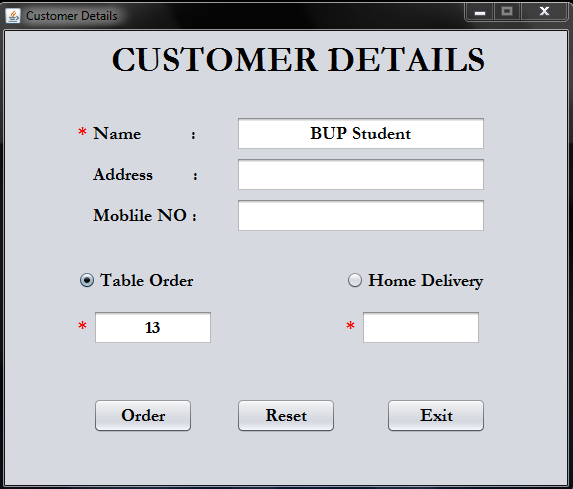 Customer Details
CUSTOMER DETAILS
* Name : BUP Student
Address :
Moblile NO :
Table Order Home Delivery
* 13 *
Order Reset Exit